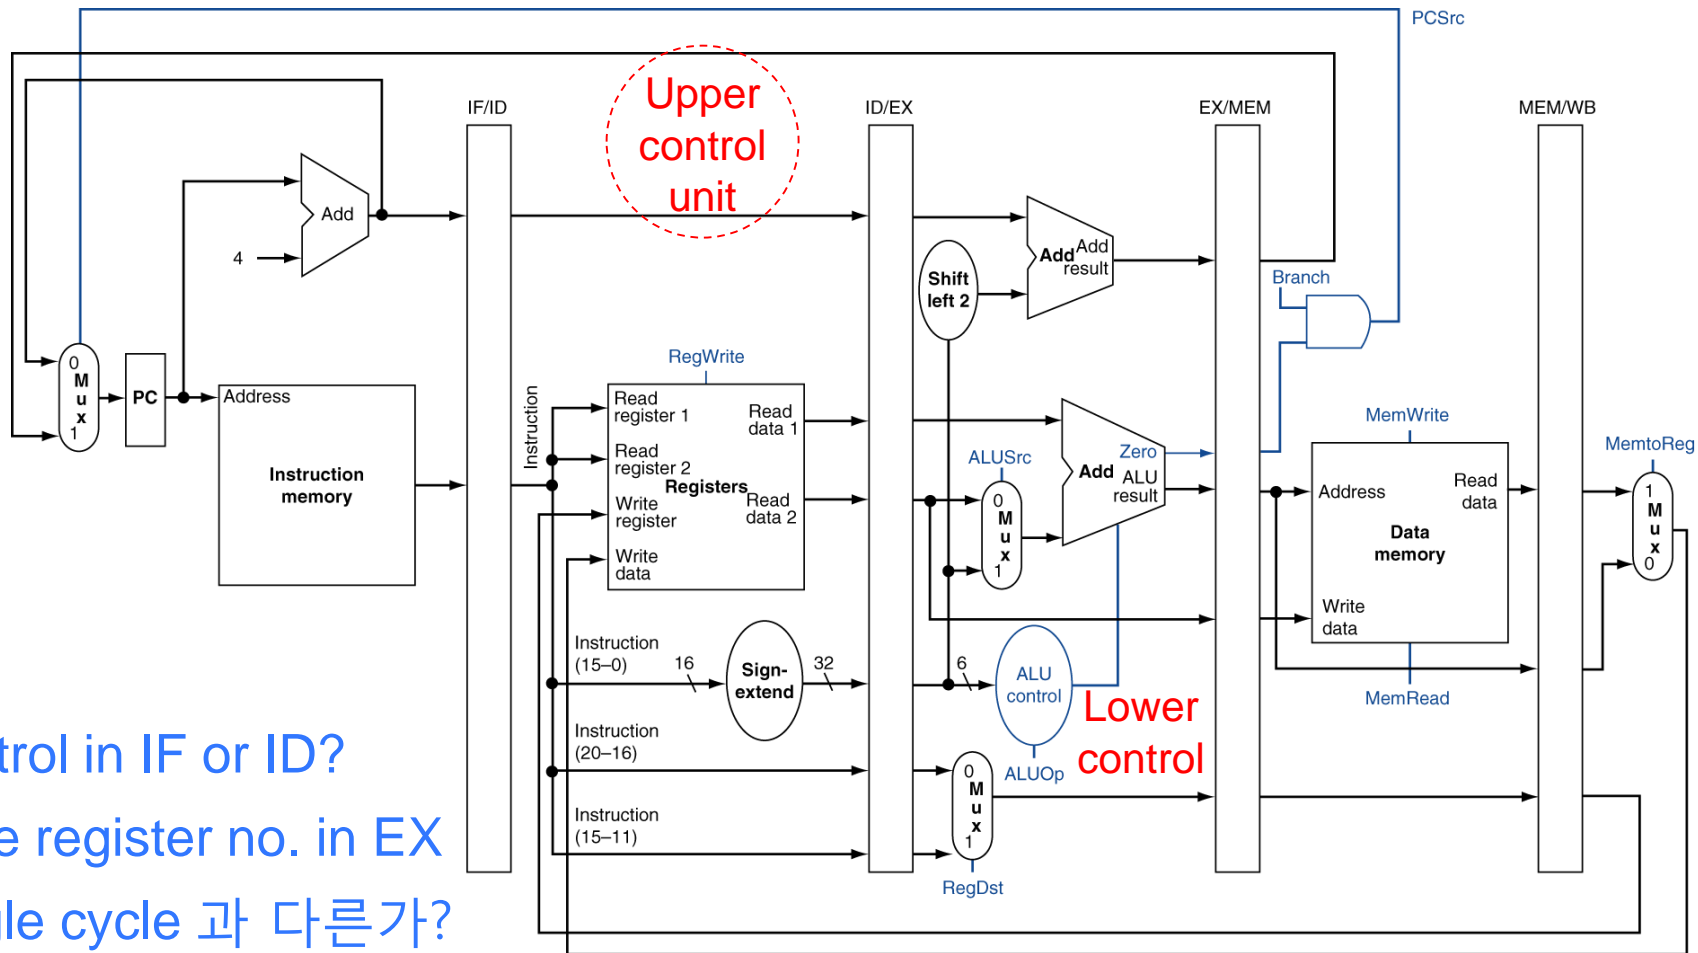 PCSrc
IF/ID
Upper
control
unit
ID/EX
EX/MEM
MEM/WB
Add
4
Add
Add
result
Shift
left 2
Branch
0
M
u
x
1
PC
Address
Instruction
memory
Instruction
RegWrite
Read
register 1
Read
register 2
Write
register
Write
data
Registers
Read
data 1
Read
data 2
ALUSrc
0
M
u
x
1
Add
Zero
ALU
result
MemWrite
Address
Read
data
Data
memory
Write
data
MemRead
MemtoReg
1
M
u
x
0
Instruction
(15–0)
16
Sign-
extend
32
6
ALU
control
ALUOp
Lower
control
Instruction
(20–16)
Instruction
(15–11)
0
M
u
x
1
RegDst
trol in IF or ID?
e register no. in EX
le cycle 과 다른가?